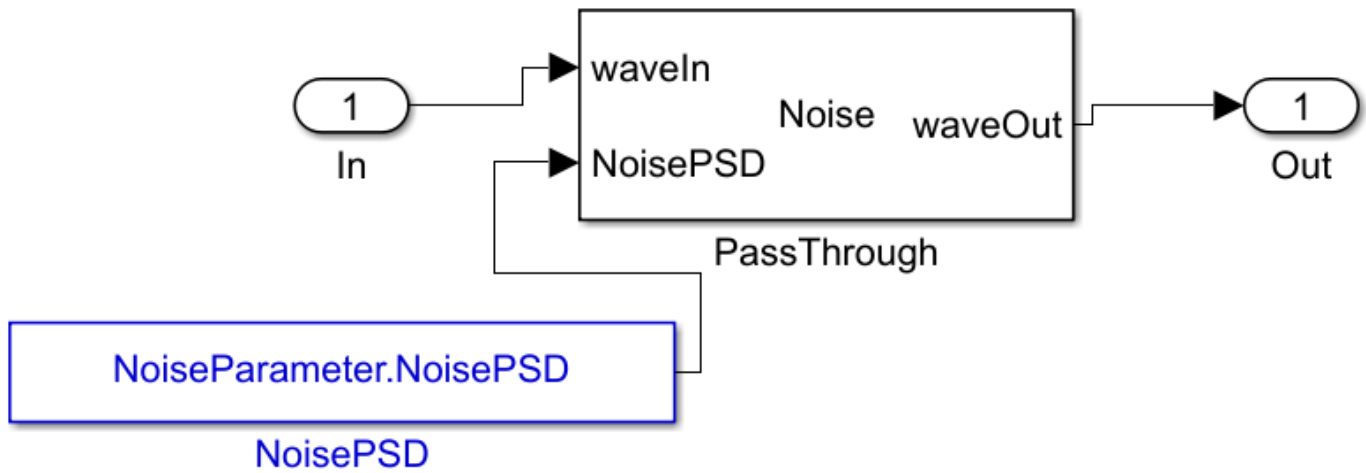 1
In
waveIn
NoisePSD
Noise
waveOut
PassThrough
1
Out
NoiseParameter.NoisePSD
NoisePSD